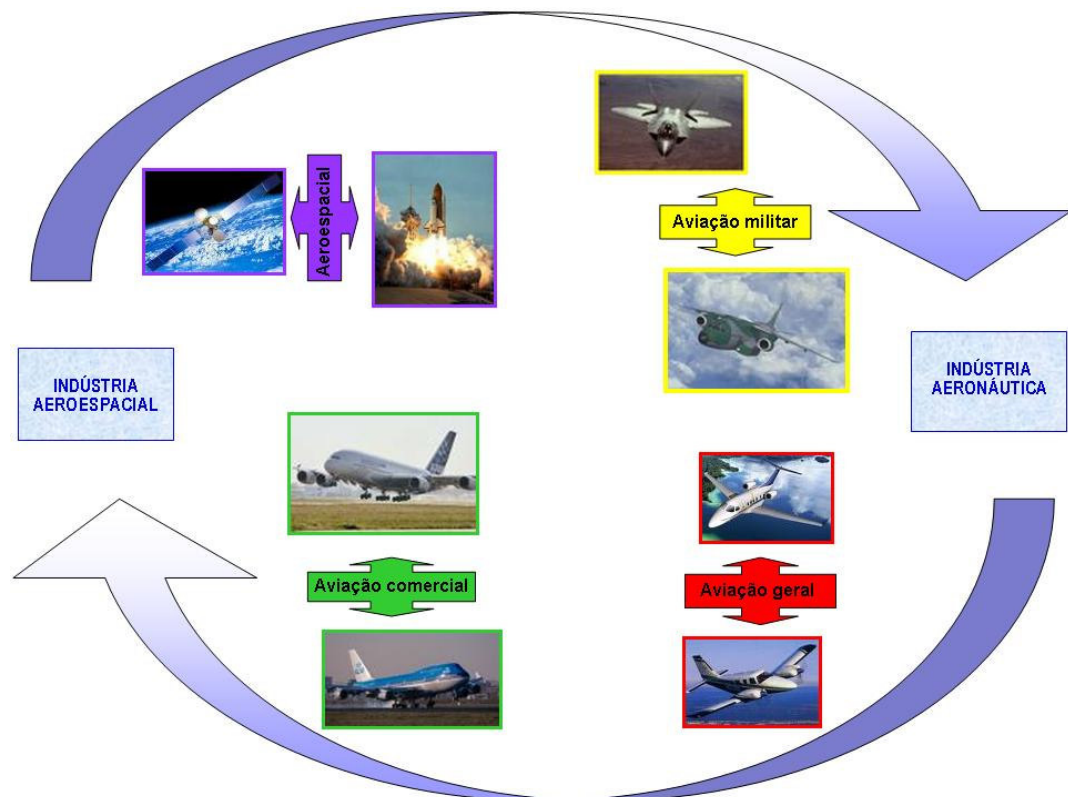 Aeroespacial
Aviação militar
INDÚSTRIA
AEROESPACIAL
INDÚSTRIA
AERONÁUTICA
Aviação comercial
Aviação geral